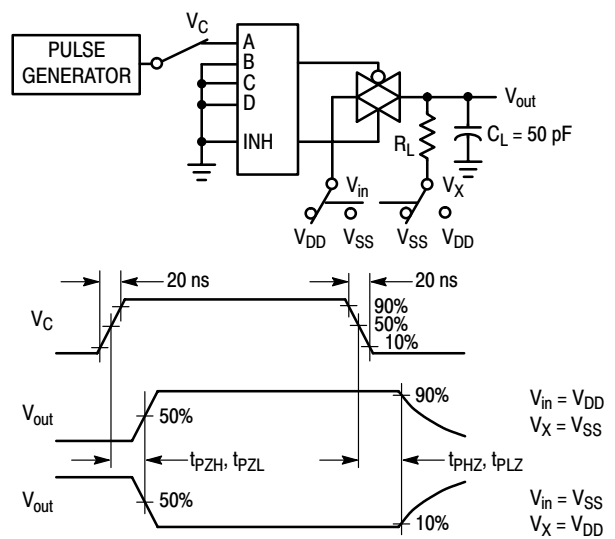 V_C
PULSE
GENERATOR
A
B
C
D
INH
V_out
R_L
C_L = 50 pF
V_in
V_X
V_DD
V_SS
V_SS
V_DD
20 ns
20 ns
V_C
90%
50%
10%
V_out
50%
90%
V_in = V_DD
V_X = V_SS
t_PZH, t_PZL
t_PHZ, t_PLZ
V_out
50%
10%
V_in = V_SS
V_X = V_DD